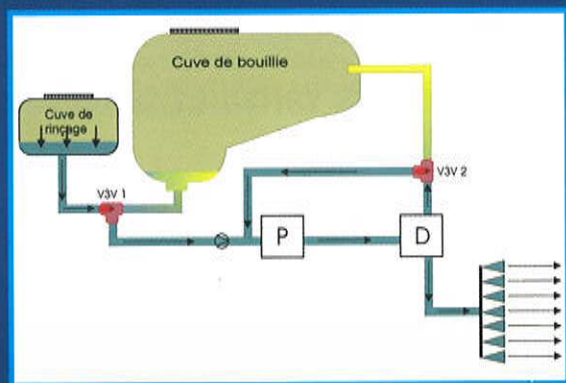 Cuve de bouillie
Cuve de
rinçage
V3V 1
V3V 2
P
D